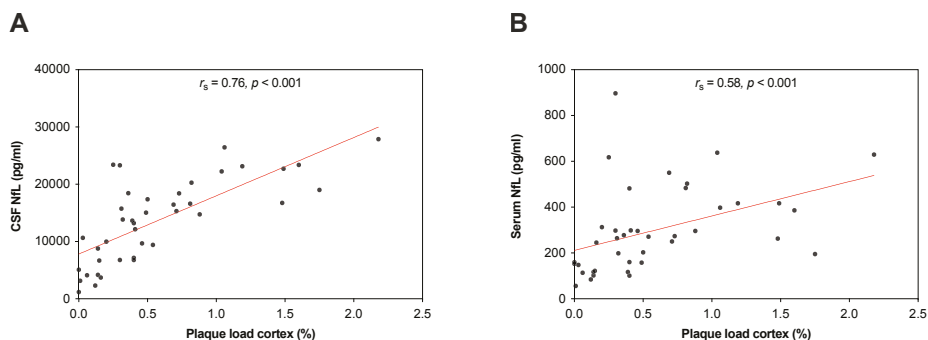 A
rs = 0.76, p < 0.001
CSF NfL (pg/ml)
40000
30000
20000
10000
0
0.0 0.5 1.0 1.5 2.0 2.5
Plaque load cortex (%)
B
rs = 0.58, p < 0.001
Serum NfL (pg/ml)
1000
800
600
400
200
0
0.0 0.5 1.0 1.5 2.0 2.5
Plaque load cortex (%)